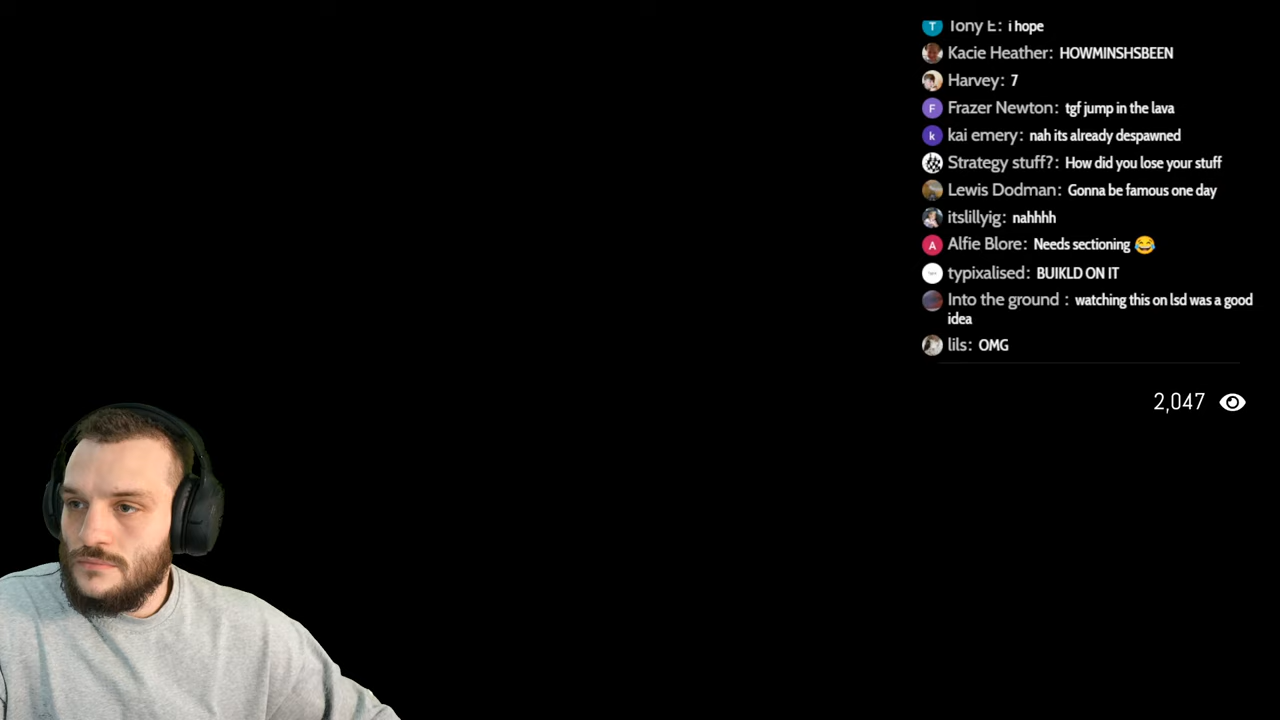 T Tony E: i hope
Kacie Heather: HOWMINSHSBEEN
Harvey: 7
F Frazer Newton: tgf jump in the lava
k kai emery: nah its already despawned
Strategy stuff?: How did you lose your stuff
Lewis Dodman: Gonna be famous one day
itslillyig: nahhhh
A Alfie Blore: Needs sectioning 😂
typixalised: BUIKLD ON IT
Into the ground : watching this on lsd was a good
idea
lils: OMG
2,047